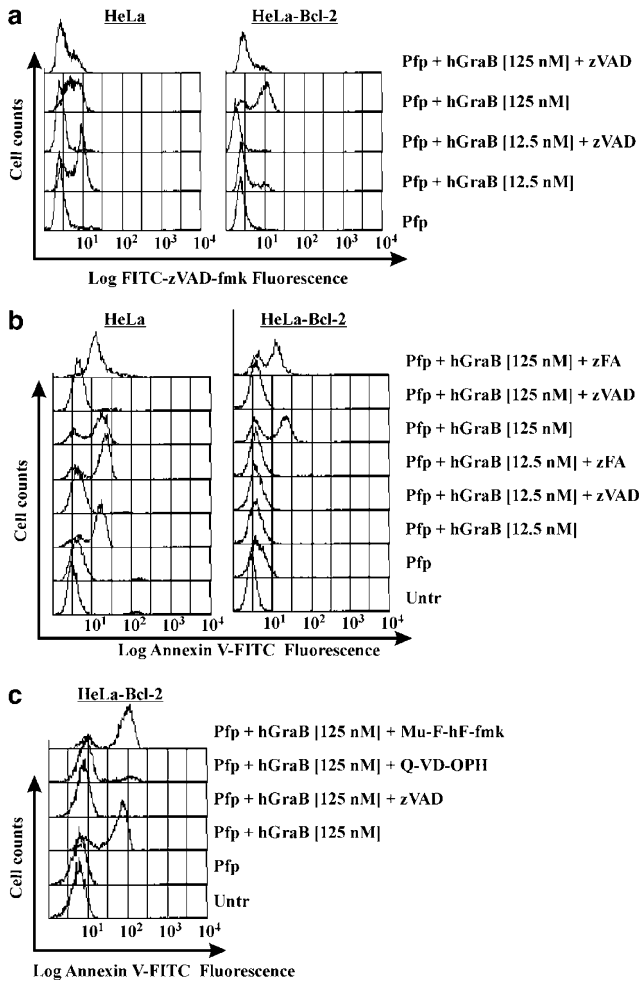 a
HeLa
HeLa-Bcl-2
Pfp + hGraB [125 nM] + zVAD
Pfp + hGraB [125 nM]
Pfp + hGraB [12.5 nM] + zVAD
Pfp + hGraB [12.5 nM]
Pfp
Cell counts
10¹ 10² 10³ 10⁴
10¹ 10² 10³ 10⁴
Log FITC-zVAD-fmk Fluorescence
b
HeLa
HeLa-Bcl-2
Pfp + hGraB [125 nM] + zFA
Pfp + hGraB [125 nM] + zVAD
Pfp + hGraB [125 nM]
Pfp + hGraB [12.5 nM] + zFA
Pfp + hGraB [12.5 nM] + zVAD
Pfp + hGraB [12.5 nM]
Pfp
Untr
Cell counts
10¹ 10² 10³ 10⁴
10¹ 10² 10³ 10⁴
Log Annexin V-FITC Fluorescence
c
HeLa-Bcl-2
Pfp + hGraB [125 nM] + Mu-F-hF-fmk
Pfp + hGraB [125 nM] + Q-VD-OPH
Pfp + hGraB [125 nM] + zVAD
Pfp + hGraB [125 nM]
Pfp
Untr
Cell counts
10¹ 10² 10³ 10⁴
Log Annexin V-FITC Fluorescence